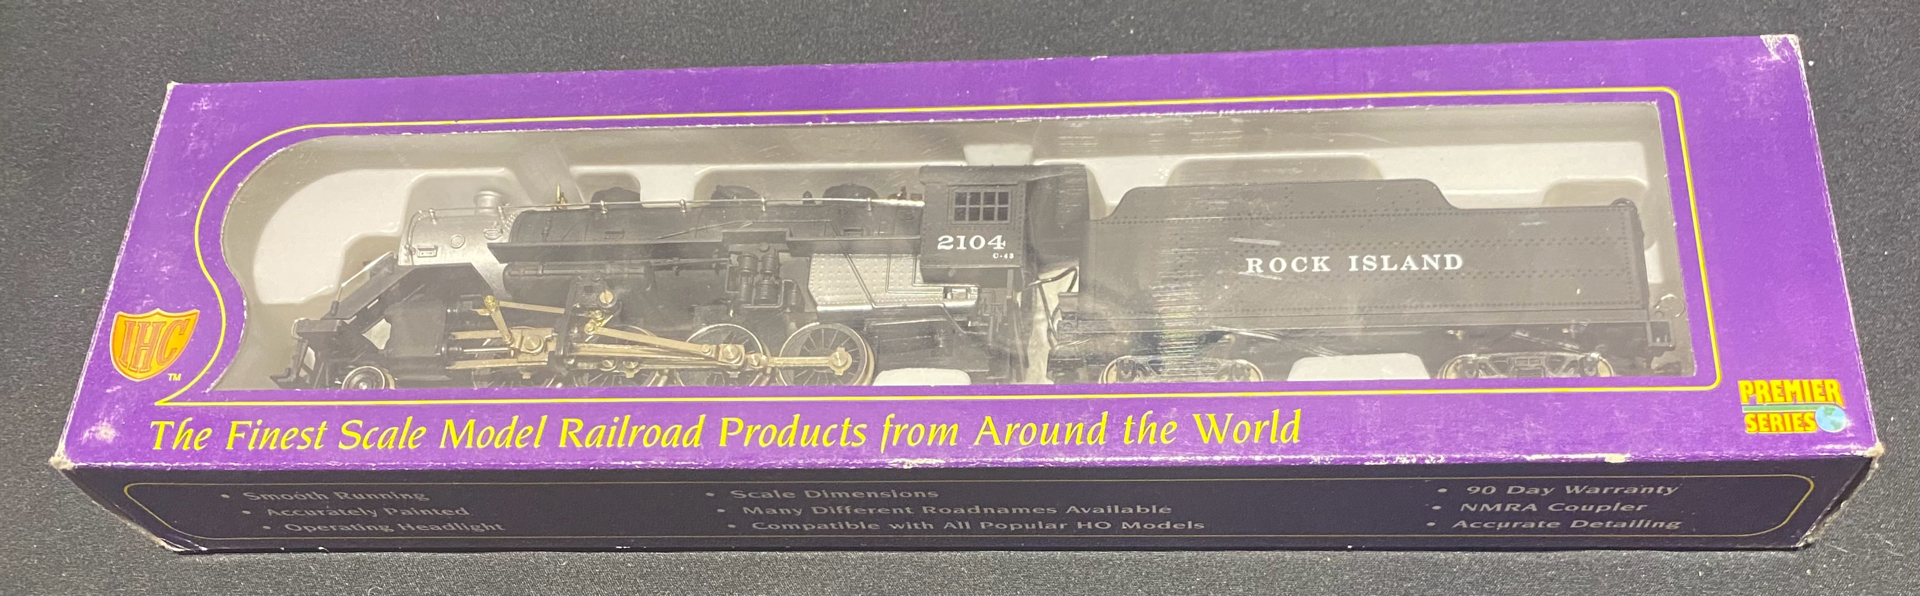 2104
C-43
ROCK ISLAND
IHC
TM
PREMIER
SERIES
The Finest Scale Model Railroad Products from Around the World
• Smooth Running
• Accurately Painted
• Operating Headlight
• Scale Dimensions
• Many Different Roadnames Available
• Compatible with All Popular HO Models
• 90 Day Warranty
• NMRA Coupler
• Accurate Detailing